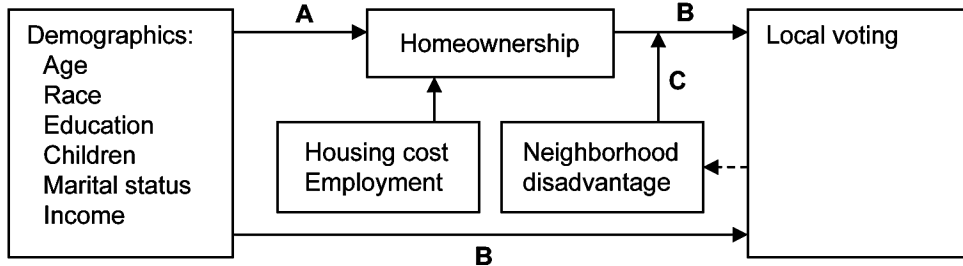 A
B
Demographics:
Age
Race
Education
Children
Marital status
Income
Homeownership
Local voting
C
Housing cost
Employment
Neighborhood
disadvantage
B